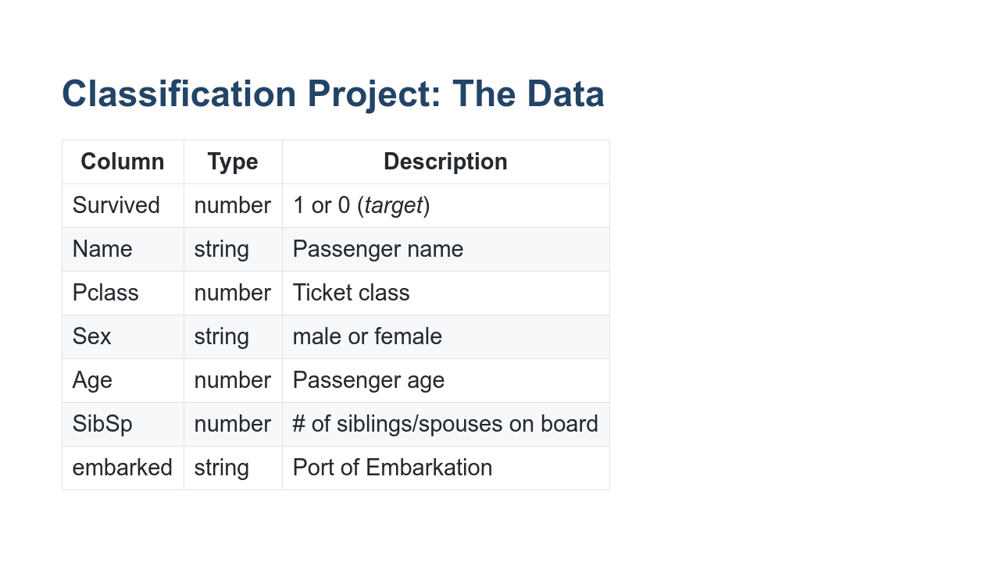 Classification Project: The Data
Column Type Description
Survived number 1 or 0 (target)
Name string Passenger name
Pclass number Ticket class
Sex string male or female
Age number Passenger age
SibSp number # of siblings/spouses on board
embarked string Port of Embarkation